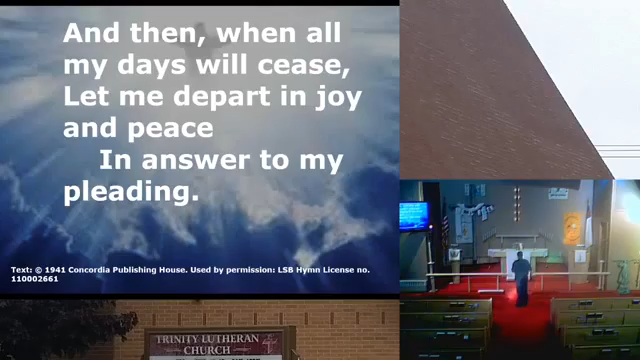 And then, when all
my days will cease,
Let me depart in joy
and peace
In answer to my
pleading.
Text: © 1941 Concordia Publishing House. Used by permission: LSB Hymn License no.
110002661
TRINITY LUTHERAN
CHURCH